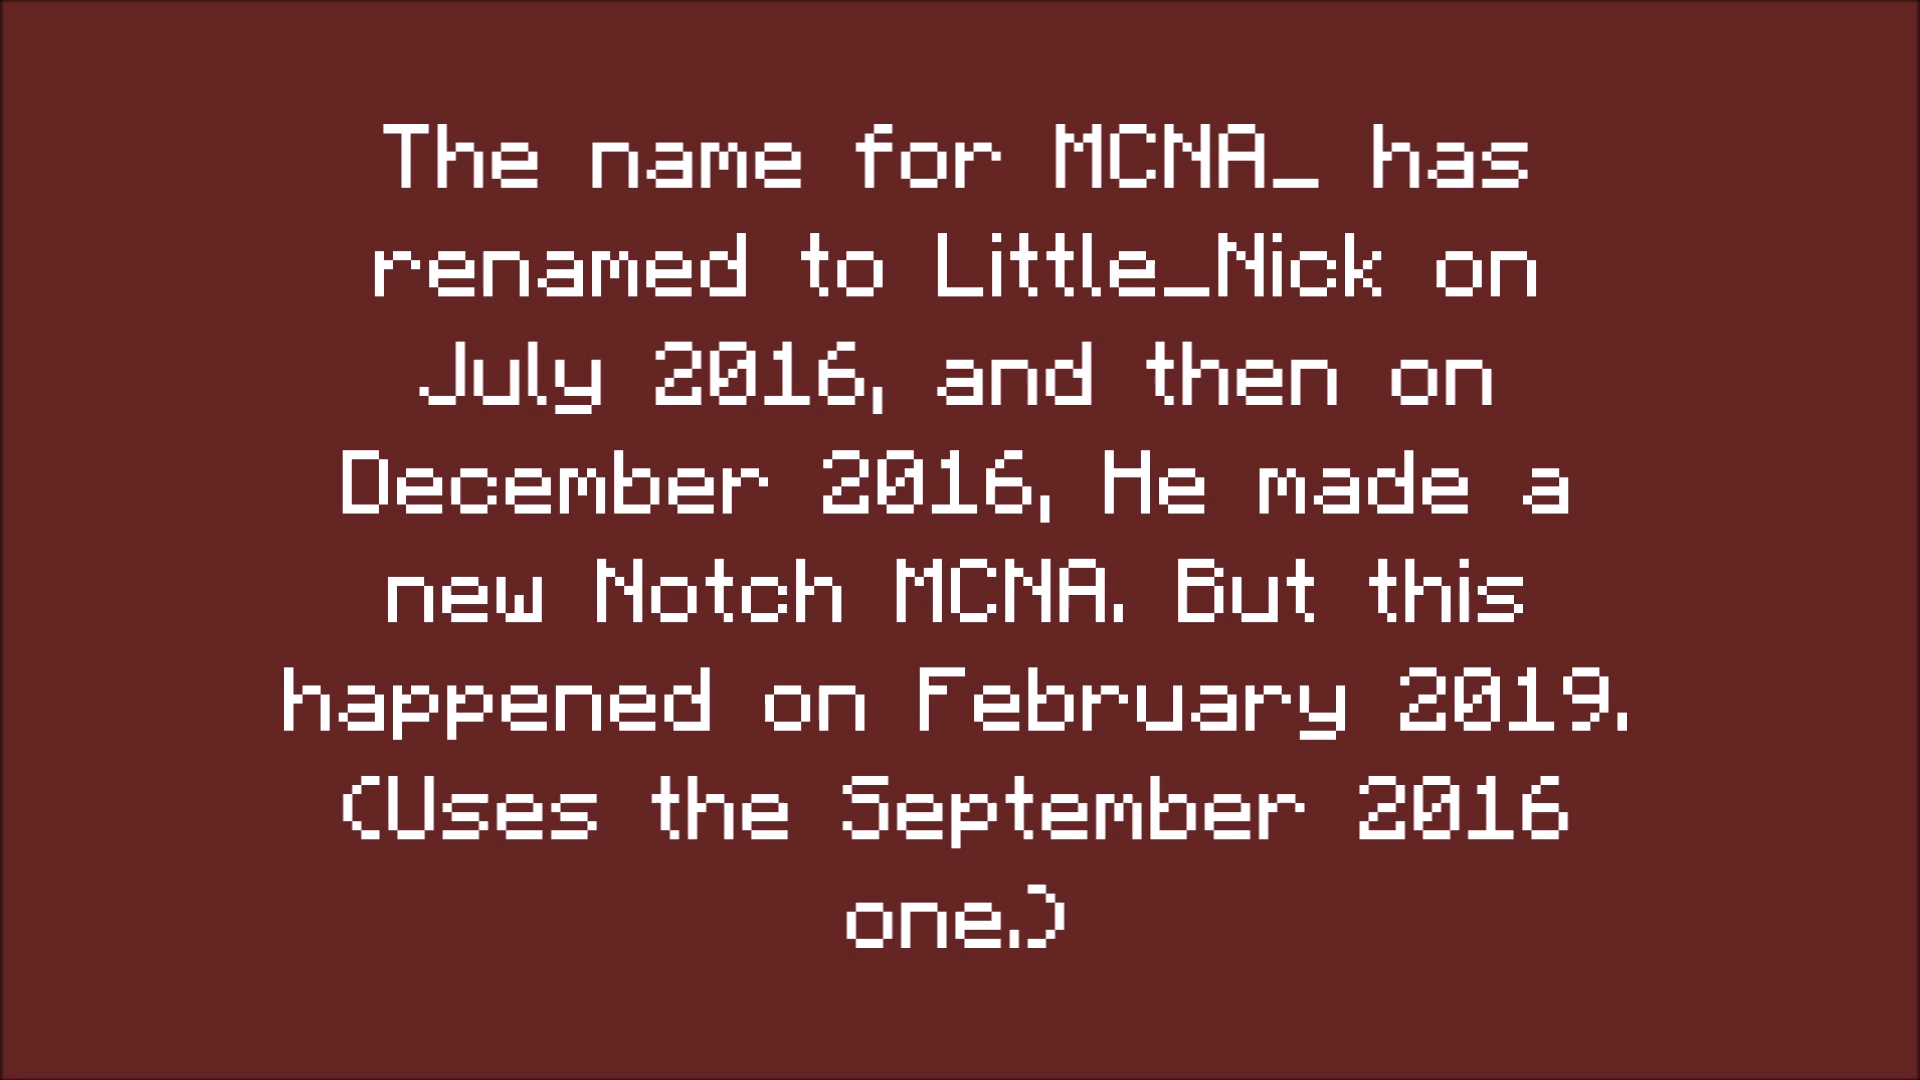 The name for MCNA_ has
renamed to Little_Nick on
July 2016, and then on
December 2016, He made a
new Notch MCNA. But this
happened on February 2019.
(Uses the September 2016
one.)